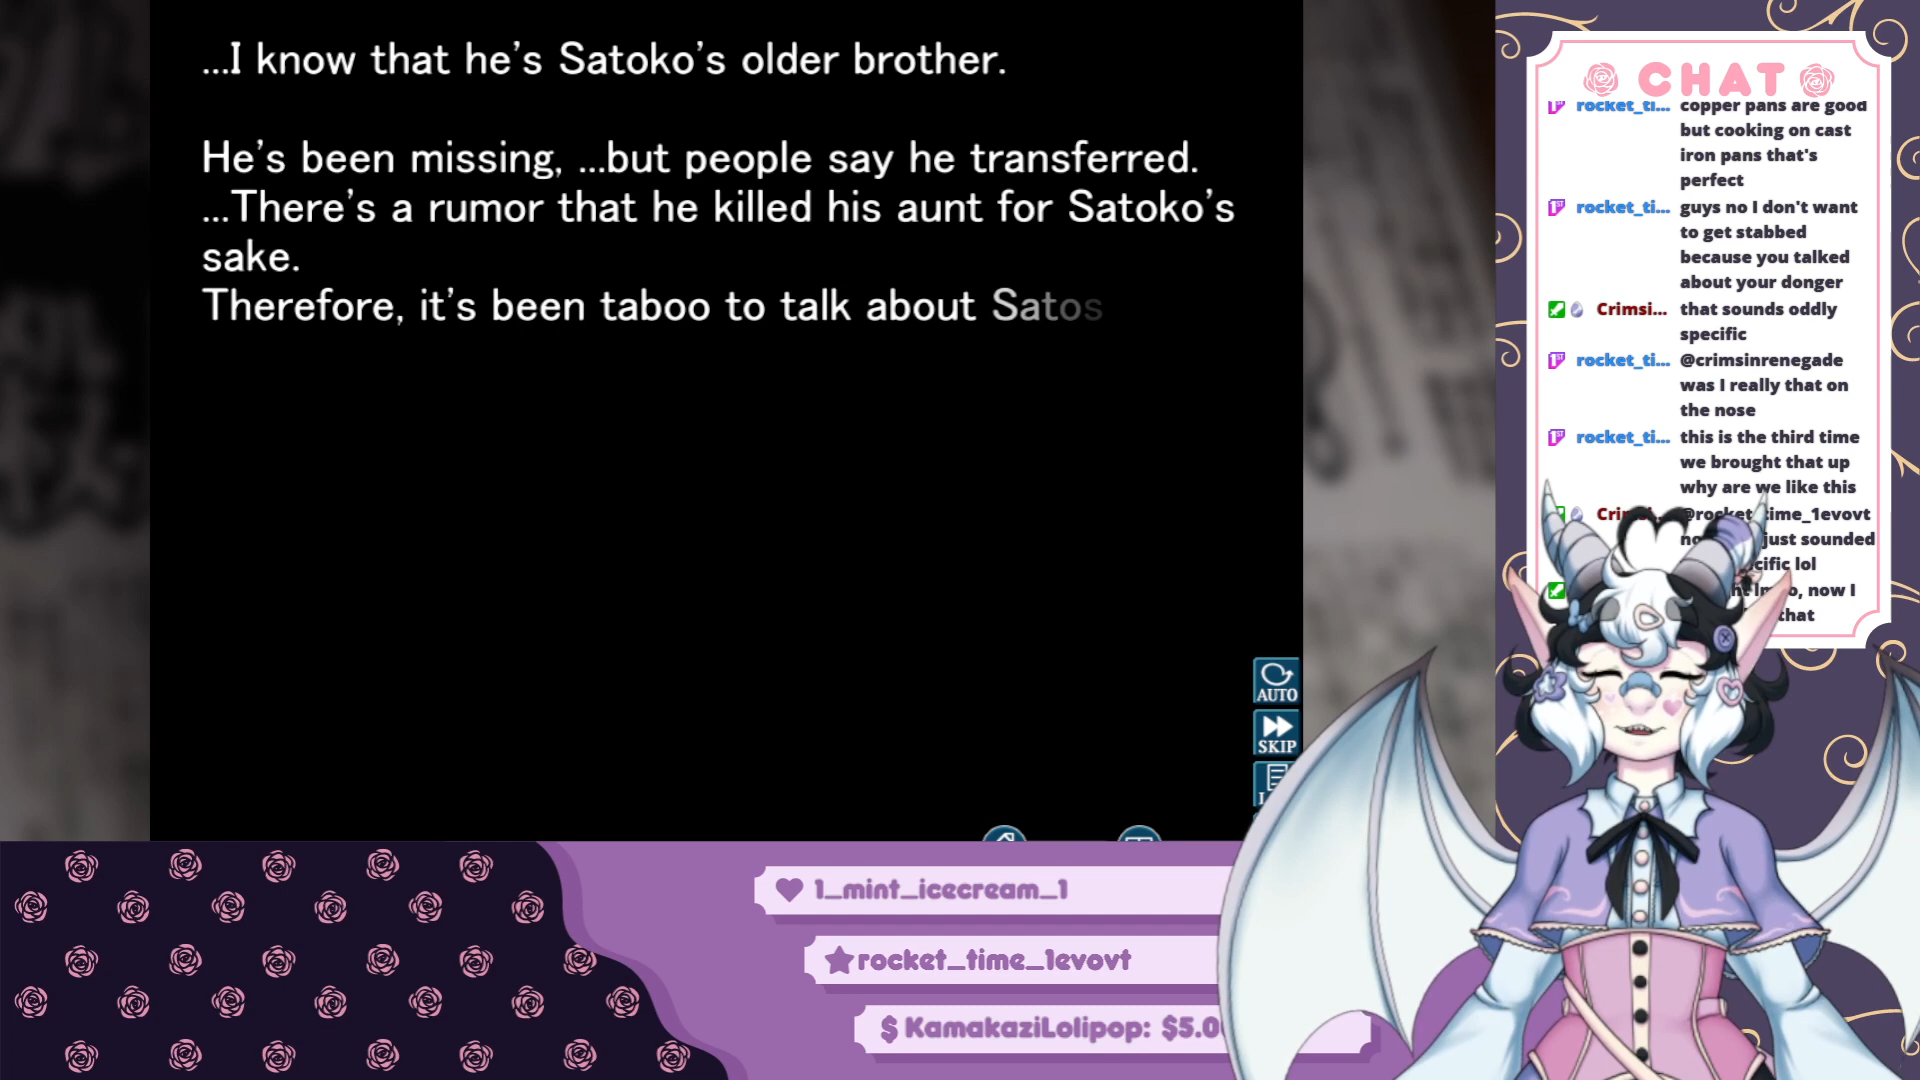 ...I know that he's Satoko's older brother.
He's been missing, ...but people say he transferred.
...There's a rumor that he killed his aunt for Satoko's
sake.
Therefore, it's been taboo to talk about Satos
AUTO
SKIP
CHAT
rocket_ti... copper pans are good
but cooking on cast
iron pans that's
perfect
rocket_ti... guys no I don't want
to get stabbed
because you talked
about your donger
Crimsi... that sounds oddly
specific
rocket_ti... @crimsinrenegade
was I really that on
the nose
rocket_ti... this is the third time
we brought that up
why are we like this
@rocket_time_1evovt
just sounded
lol
now I
that
1_mint_icecream_1
rocket_time_1evovt
$ KamakaziLolipop: $5.0